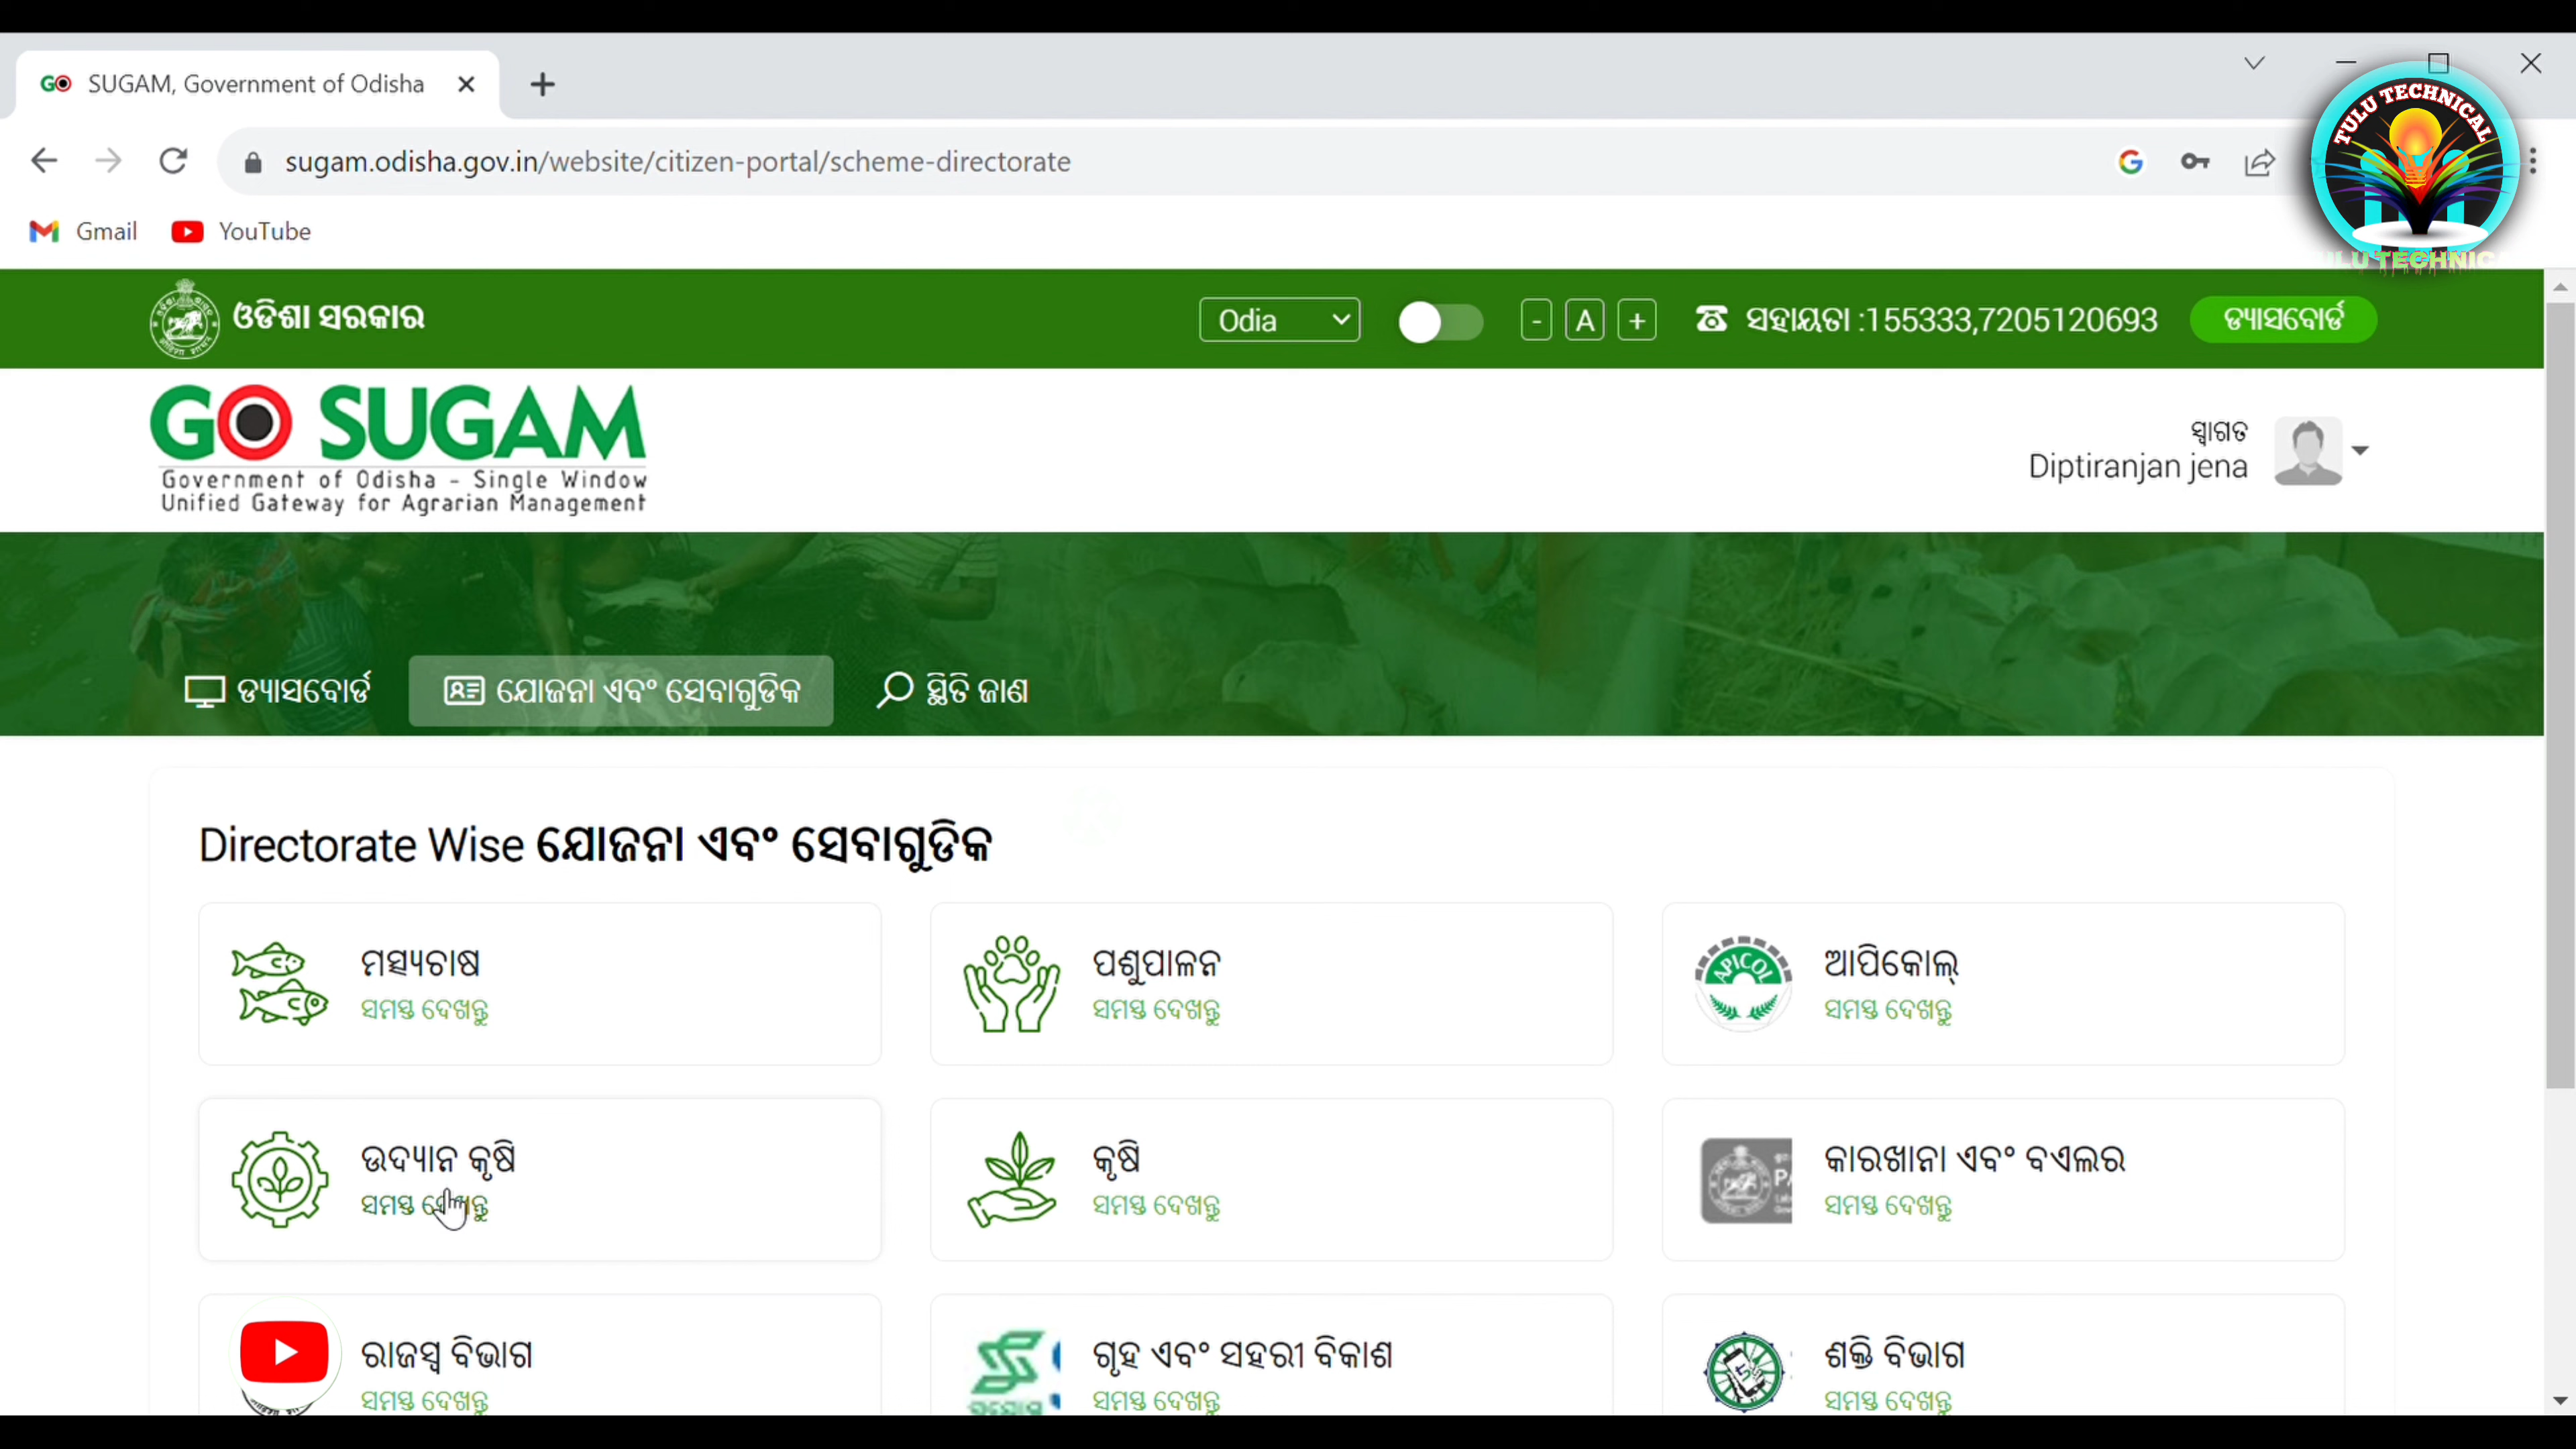 SUGAM, Government of Odisha
TULU TECHNICAL
sugam.odisha.gov.in/website/citizen-portal/scheme-directorate
Gmail
YouTube
ଓଡିଶା ସରକାର
Odia
- A +
ସହାୟତା :155333,7205120693
ଡ୍ୟାସବୋର୍ଡ
GO SUGAM
Government of Odisha - Single Window
Unified Gateway for Agrarian Management
ସ୍ୱାଗତ
Diptiranjan jena
ଡ୍ୟାସବୋର୍ଡ
ଯୋଜନା ଏବଂ ସେବାଗୁଡିକ
ସ୍ଥିତି ଜାଣ
Directorate Wise ଯୋଜନା ଏବଂ ସେବାଗୁଡିକ
ମତ୍ସ୍ୟଚାଷ
ସମସ୍ତ ଦେଖନ୍ତୁ
ପଶୁପାଳନ
ସମସ୍ତ ଦେଖନ୍ତୁ
APICOL
ଆପିକୋଲ୍
ସମସ୍ତ ଦେଖନ୍ତୁ
ଉଦ୍ୟାନ କୃଷି
ସମସ୍ତ ଦେଖନ୍ତୁ
କୃଷି
ସମସ୍ତ ଦେଖନ୍ତୁ
କାରଖାନା ଏବଂ ବଏଲର
ସମସ୍ତ ଦେଖନ୍ତୁ
ରାଜସ୍ୱ ବିଭାଗ
ସମସ୍ତ ଦେଖନ୍ତୁ
ଗୃହ ଏବଂ ସହରୀ ବିକାଶ
ସମସ୍ତ ଦେଖନ୍ତୁ
ଶକ୍ତି ବିଭାଗ
ସମସ୍ତ ଦେଖନ୍ତୁ